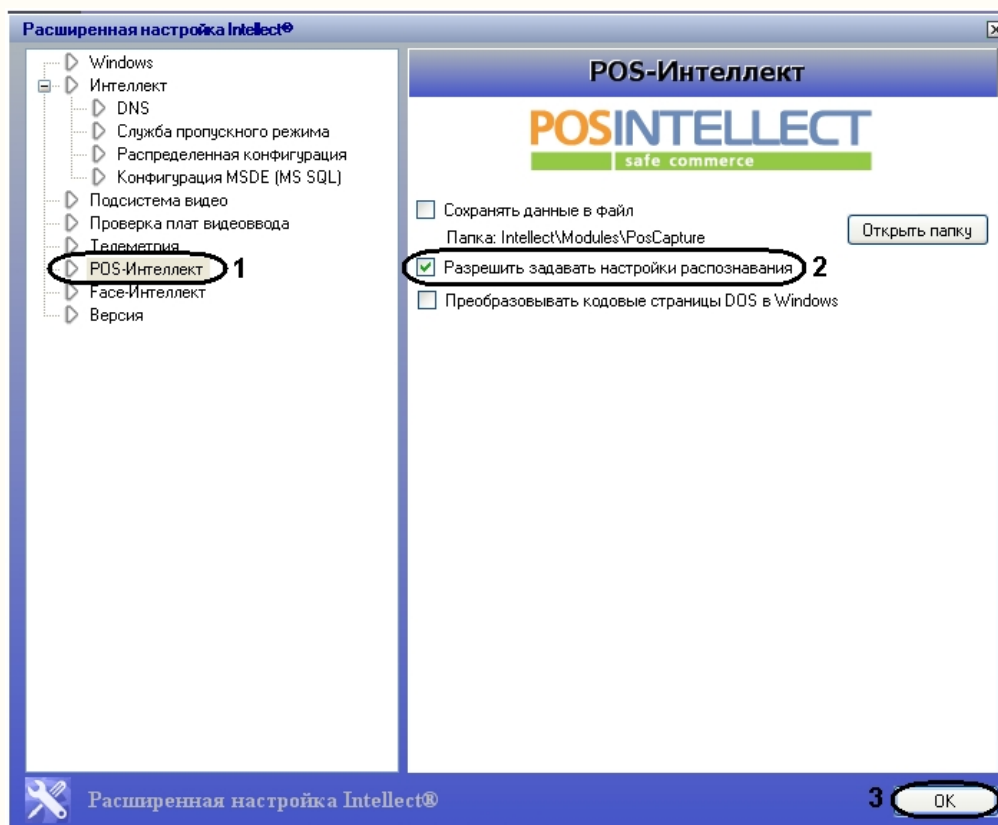 Расширенная настройка Intellect®
Windows
Интеллект
DNS
Служба пропускного режима
Распределенная конфигурация
Конфигурация MSDE (MS SQL)
Подсистема видео
Проверка плат видеоввода
Телеметрия
POS-Интеллект 1
Face-Интеллект
Версия
POS-Интеллект
POSINTELLECT
safe commerce
Сохранять данные в файл
Папка: Intellect\Modules\PosCapture
Открыть папку
Разрешить задавать настройки распознавания 2
Преобразовывать кодовые страницы DOS в Windows
Расширенная настройка Intellect®
3 OK